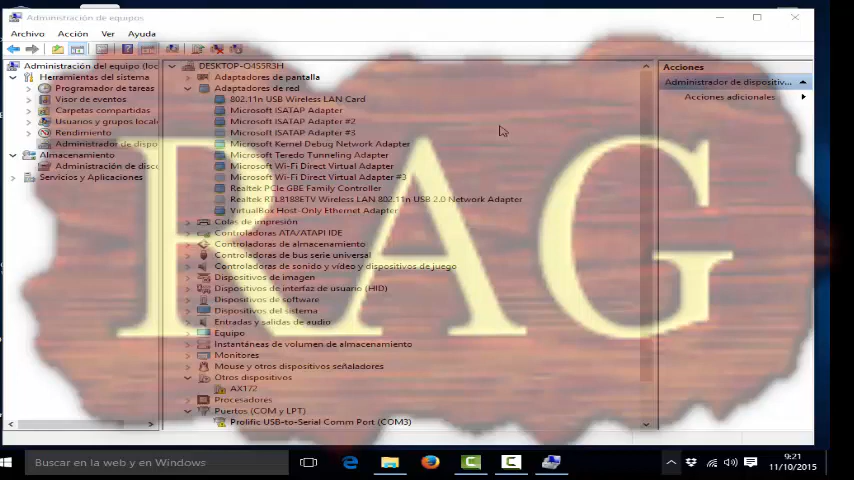 Administración de equipos
Archivo Acción Ver Ayuda
Administración del equipo (loc
Herramientas del sistema
Programador de tareas
Visor de eventos
Carpetas compartidas
Usuarios y grupos locale
Rendimiento
Administrador de dispo
Almacenamiento
Administración de disc
Servicios y Aplicaciones
DESKTOP-Q4S5R3H
Adaptadores de pantalla
Adaptadores de red
802.11n USB Wireless LAN Card
Microsoft ISATAP Adapter
Microsoft ISATAP Adapter #2
Microsoft ISATAP Adapter #3
Microsoft Kernel Debug Network Adapter
Microsoft Teredo Tunneling Adapter
Microsoft Wi-Fi Direct Virtual Adapter
Microsoft Wi-Fi Direct Virtual Adapter #3
Realtek PCIe GBE Family Controller
Realtek RTL8188ETV Wireless LAN 802.11n USB 2.0 Network Adapter
VirtualBox Host-Only Ethernet Adapter
Colas de impresión
Controladoras ATA/ATAPI IDE
Controladoras de almacenamiento
Controladoras de bus serie universal
Controladoras de sonido y vídeo y dispositivos de juego
Dispositivos de imagen
Dispositivos de interfaz de usuario (HID)
Dispositivos de software
Dispositivos del sistema
Entradas y salidas de audio
Equipo
Instantáneas de volumen de almacenamiento
Monitores
Mouse y otros dispositivos señaladores
Otros dispositivos
AX172
Procesadores
Puertos (COM y LPT)
Prolific USB-to-Serial Comm Port (COM3)
Acciones
Administrador de dispositiv...
Acciones adicionales
RAG
Buscar en la web y en Windows
9:21
11/10/2015